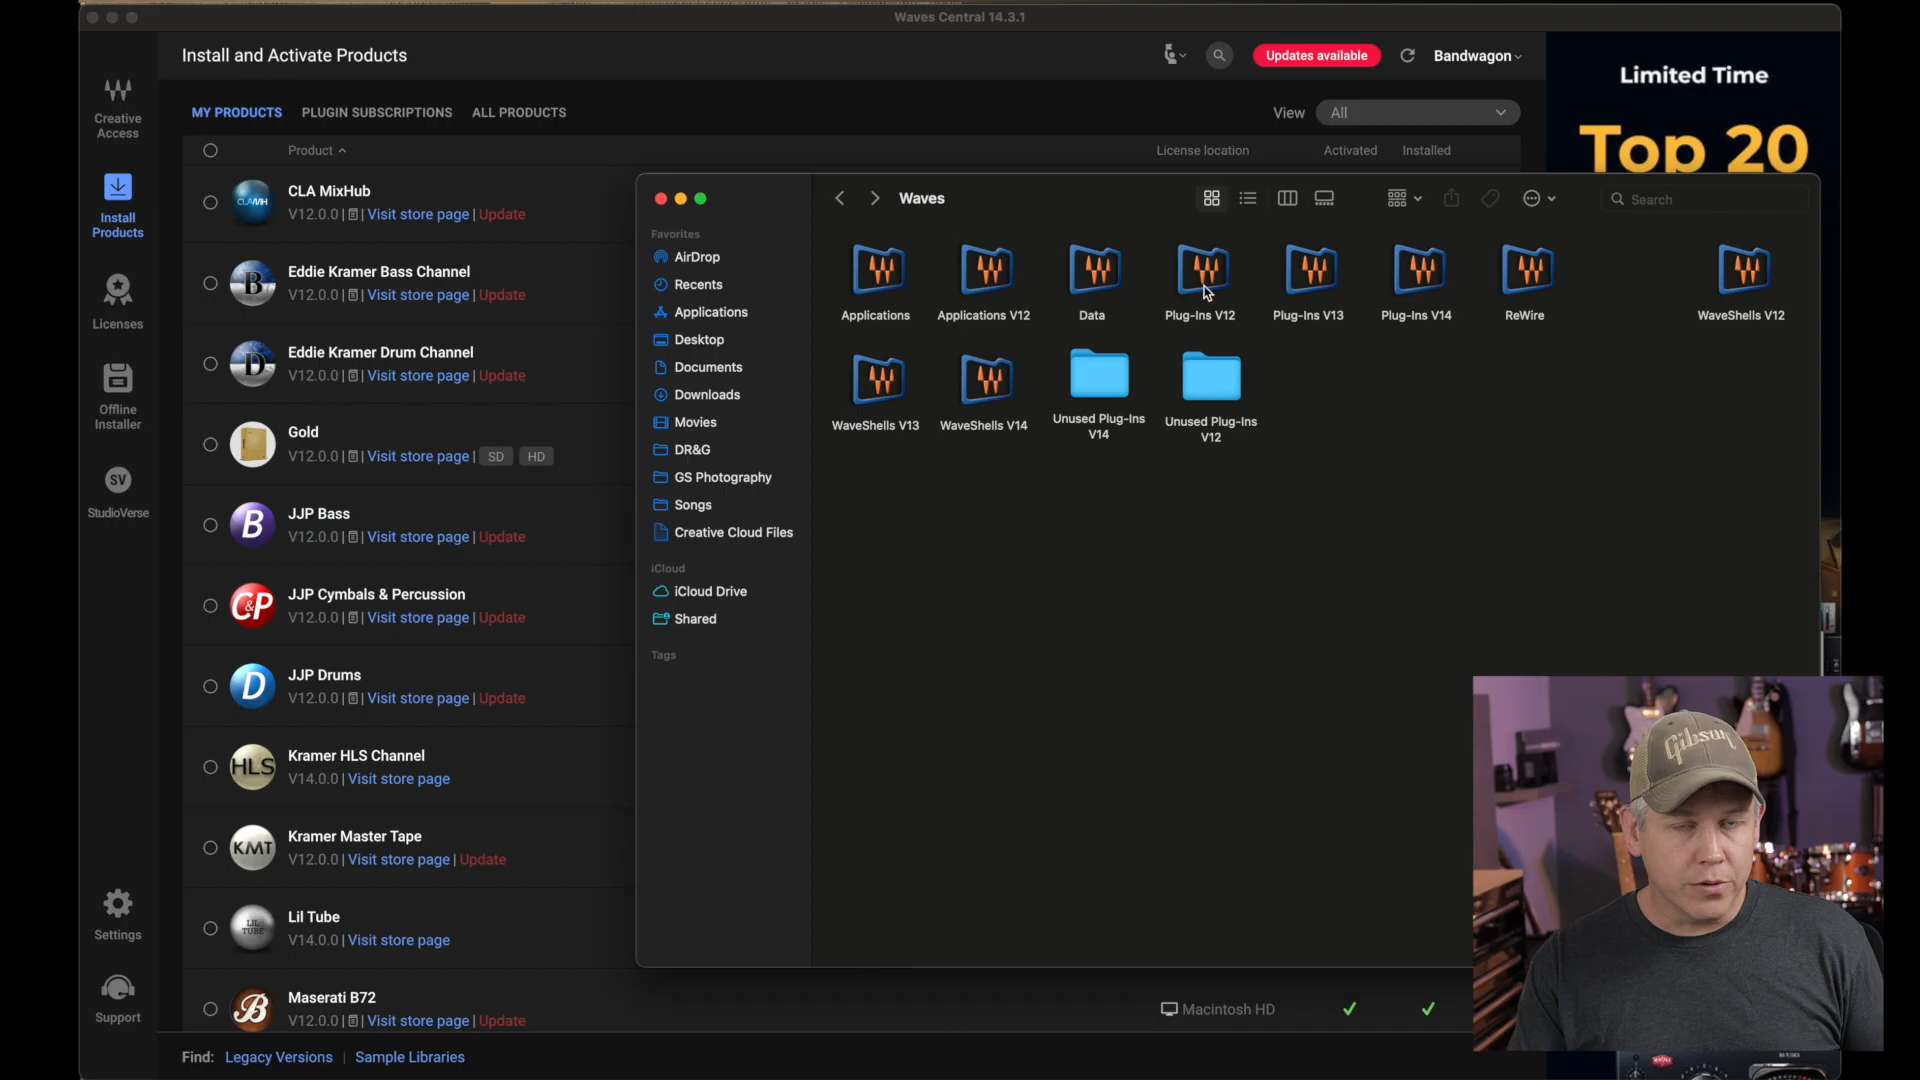 Waves Central 14.3.1
Install and Activate Products
Updates available
Bandwagon
Limited Time
Top 20
Creative Access
Install Products
Licenses
Offline Installer
SV
StudioVerse
Settings
Support
MY PRODUCTS PLUGIN SUBSCRIPTIONS ALL PRODUCTS
View All
Product License location Activated Installed
CLA MixHub
V12.0.0 | | Visit store page | Update
Eddie Kramer Bass Channel
V12.0.0 | | Visit store page | Update
Eddie Kramer Drum Channel
V12.0.0 | | Visit store page | Update
Gold
V12.0.0 | | Visit store page | SD HD
B
JJP Bass
V12.0.0 | | Visit store page | Update
C&P
JJP Cymbals & Percussion
V12.0.0 | | Visit store page | Update
D
JJP Drums
V12.0.0 | | Visit store page | Update
HLS
Kramer HLS Channel
V14.0.0 | Visit store page
KMT
Kramer Master Tape
V12.0.0 | Visit store page | Update
LIL TUBE
Lil Tube
V14.0.0 | Visit store page
B
Maserati B72
V12.0.0 | | Visit store page | Update
Macintosh HD
Find: Legacy Versions | Sample Libraries
Waves
Search
Favorites
AirDrop
Recents
Applications
Desktop
Documents
Downloads
Movies
DR&G
GS Photography
Songs
Creative Cloud Files
iCloud
iCloud Drive
Shared
Tags
Applications
Applications V12
Data
Plug-Ins V12
Plug-Ins V13
Plug-Ins V14
ReWire
WaveShells V12
WaveShells V13
WaveShells V14
Unused Plug-Ins
V14
Unused Plug-Ins
V12
Gibson